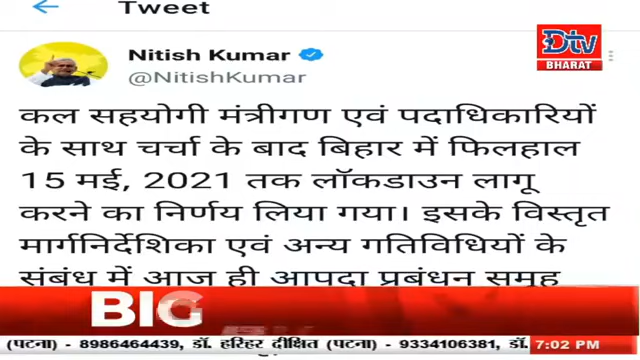 Tweet
Dtv
BHARAT
Nitish Kumar
@NitishKumar
कल सहयोगी मंत्रीगण एवं पदाधिकारियों
के साथ चर्चा के बाद बिहार में फिलहाल
15 मई, 2021 तक लॉकडाउन लागू
करने का निर्णय लिया गया। इसके विस्तृत
मार्गनिर्देशिका एवं अन्य गतिविधियों के
संबंध में आज ही आपदा प्रबंधन समूह
BIG
(पटना) - 8986464439, डॉ. हरिहर दीक्षित (पटना) - 9334106381, डॉ.
7:02 PM